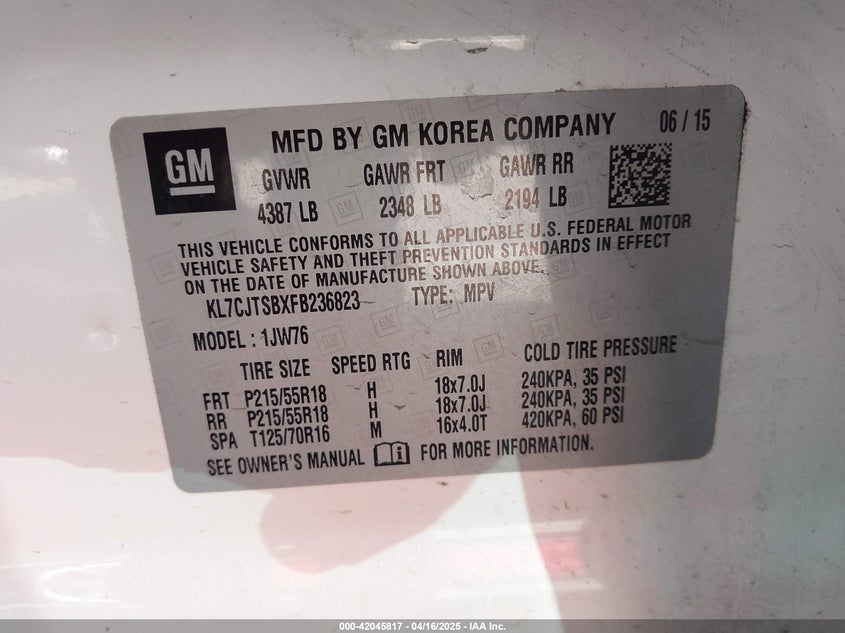 GM
MFD BY GM KOREA COMPANY 06 / 15
GVWR GAWR FRT GAWR RR
4387 LB 2348 LB 2194 LB
THIS VEHICLE CONFORMS TO ALL APPLICABLE U.S. FEDERAL MOTOR
VEHICLE SAFETY AND THEFT PREVENTION STANDARDS IN EFFECT
ON THE DATE OF MANUFACTURE SHOWN ABOVE.
KL7CJTSBXFB236823 TYPE: MPV
MODEL : 1JW76
TIRE SIZE SPEED RTG RIM COLD TIRE PRESSURE
FRT P215/55R18 H 18x7.0J 240KPA, 35 PSI
RR P215/55R18 H 18x7.0J 240KPA, 35 PSI
SPA T125/70R16 M 16x4.0T 420KPA, 60 PSI
SEE OWNER'S MANUAL FOR MORE INFORMATION.
000-42045817 - 04/16/2025 - IAA Inc.